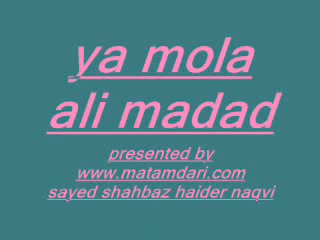 ya mola
ali madad
presented by
www.matamdari.com
sayed shahbaz haider naqvi